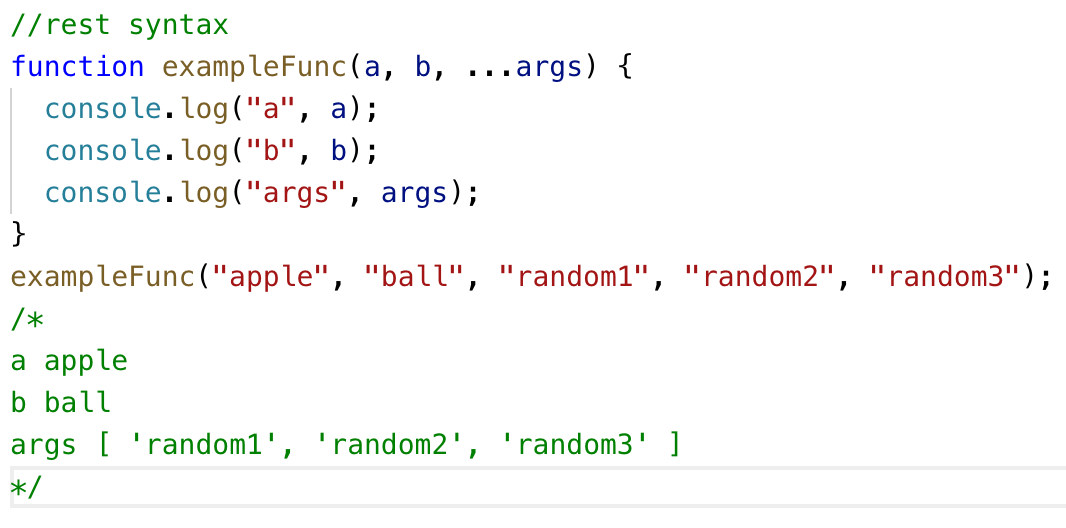 //rest syntax
function exampleFunc(a, b, ...args) {
  console.log("a", a);
  console.log("b", b);
  console.log("args", args);
}
exampleFunc("apple", "ball", "random1", "random2", "random3");
/*
a apple
b ball
args [ 'random1', 'random2', 'random3' ]
*/